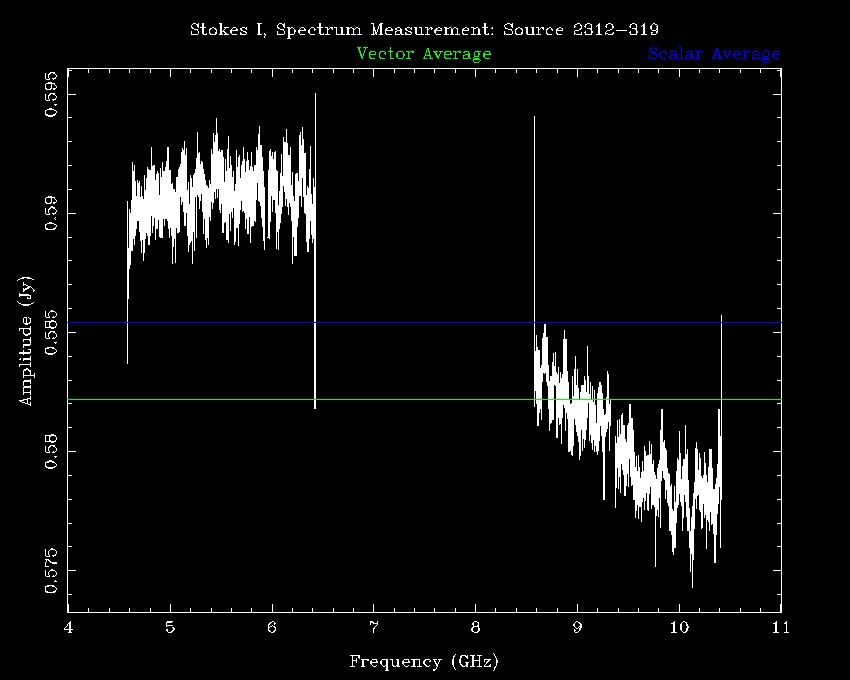 Stokes I, Spectrum Measurement: Source 2312−319
Vector Average Scalar Average
0.595
0.59
0.585
0.58
0.575
Amplitude (Jy)
4 5 6 7 8 9 10 11
Frequency (GHz)